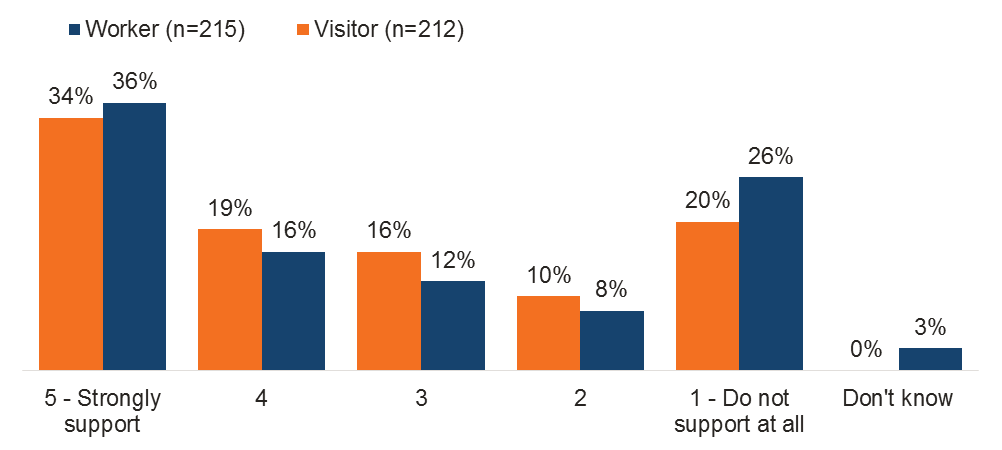 Worker (n=215) Visitor (n=212)
34% 36%
19% 16%
16% 12%
10% 8%
20% 26%
0% 3%
5 - Strongly support
4
3
2
1 - Do not support at all
Don't know